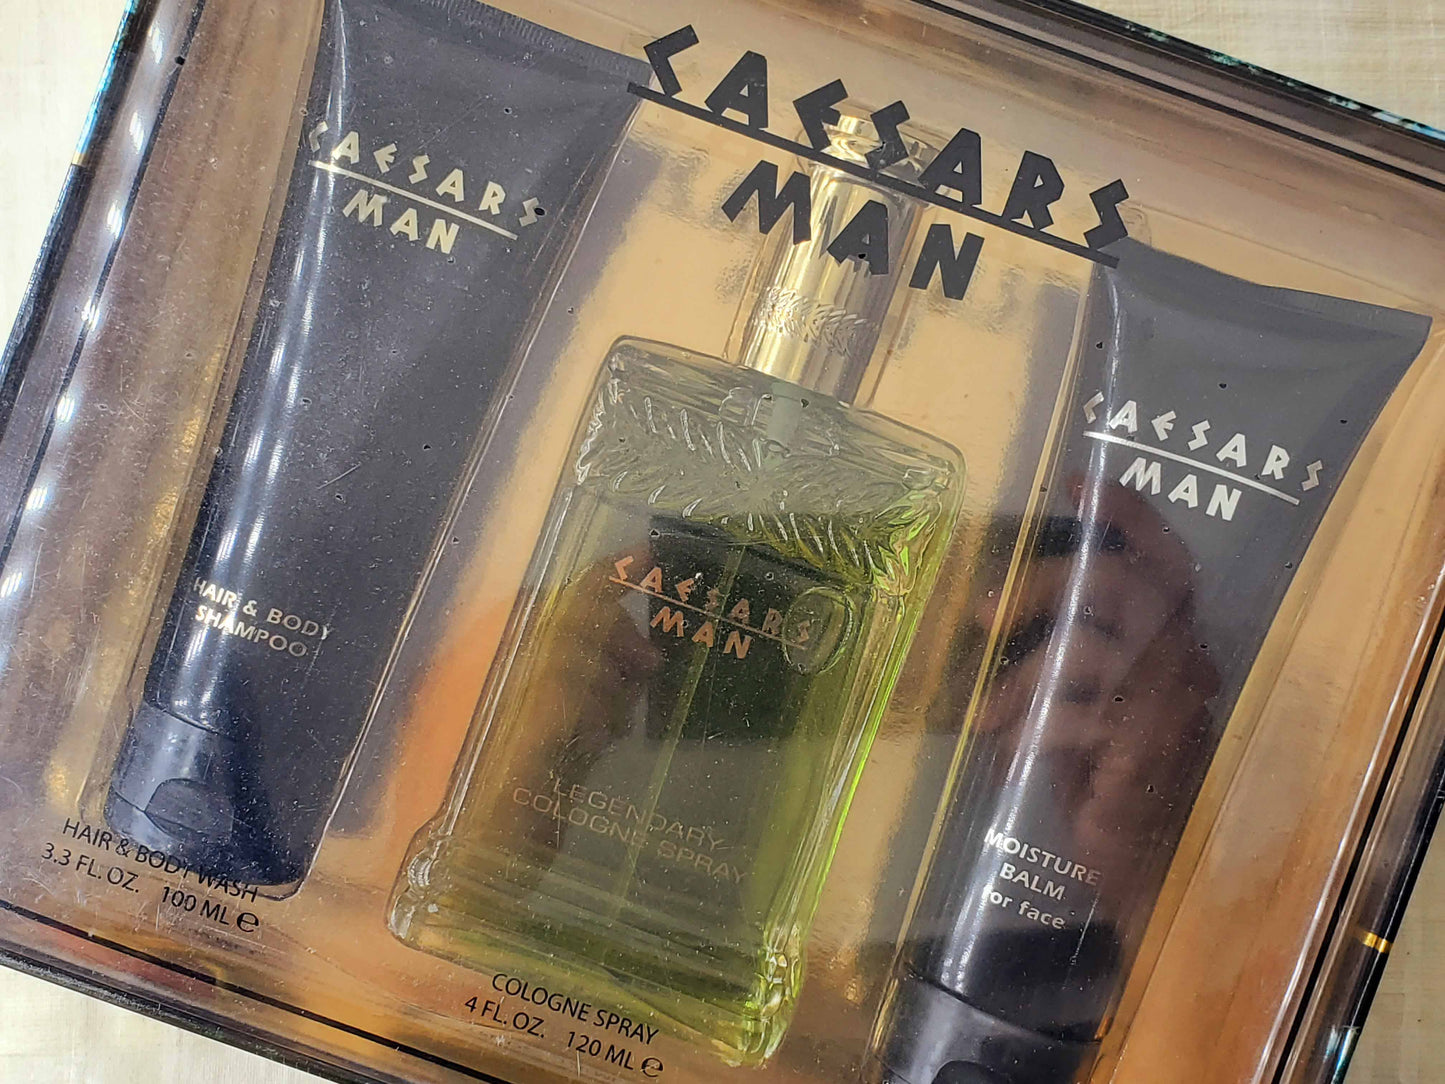 CAESARS
MAN
CAESARS
MAN
HAIR & BODY
SHAMPOO
HAIR & BODY WASH
3.3 FL. OZ. 100 ML ℮
CAESARS
MAN
LEGENDARY
COLOGNE SPRAY
COLOGNE SPRAY
4 FL. OZ. 120 ML ℮
CAESARS
MAN
MOISTURE
BALM
for face